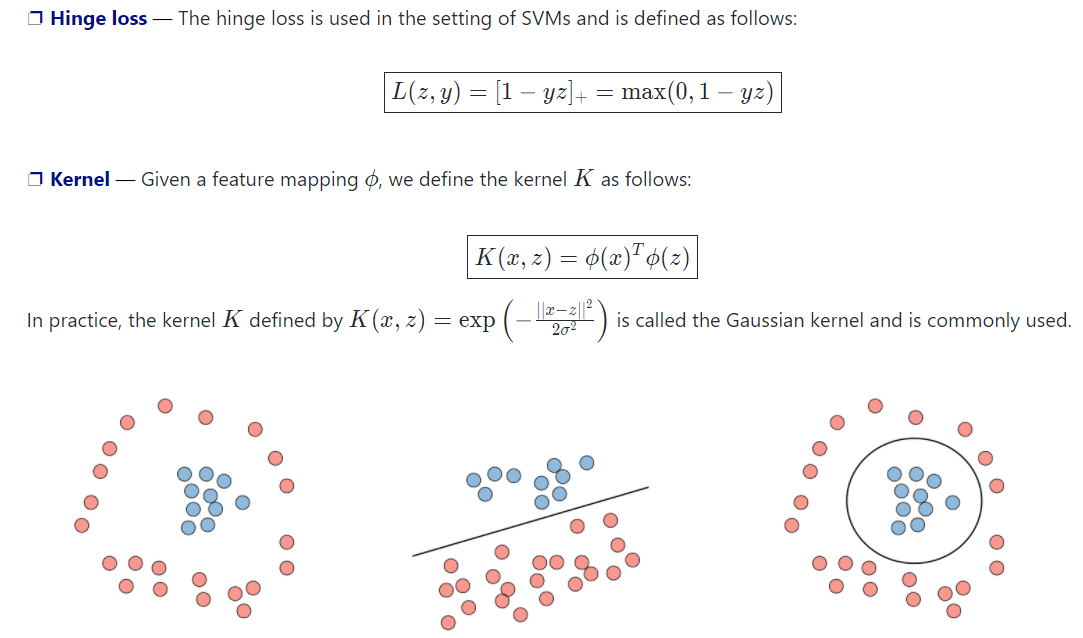 ❐ Hinge loss — The hinge loss is used in the setting of SVMs and is defined as follows:
L(z, y) = [1 − yz]₊ = max(0, 1 − yz)
❐ Kernel — Given a feature mapping ϕ, we define the kernel K as follows:
K(x, z) = ϕ(x)ᵀϕ(z)
In practice, the kernel K defined by K(x, z) = exp(−||x−z||²/2σ²) is called the Gaussian kernel and is commonly used.